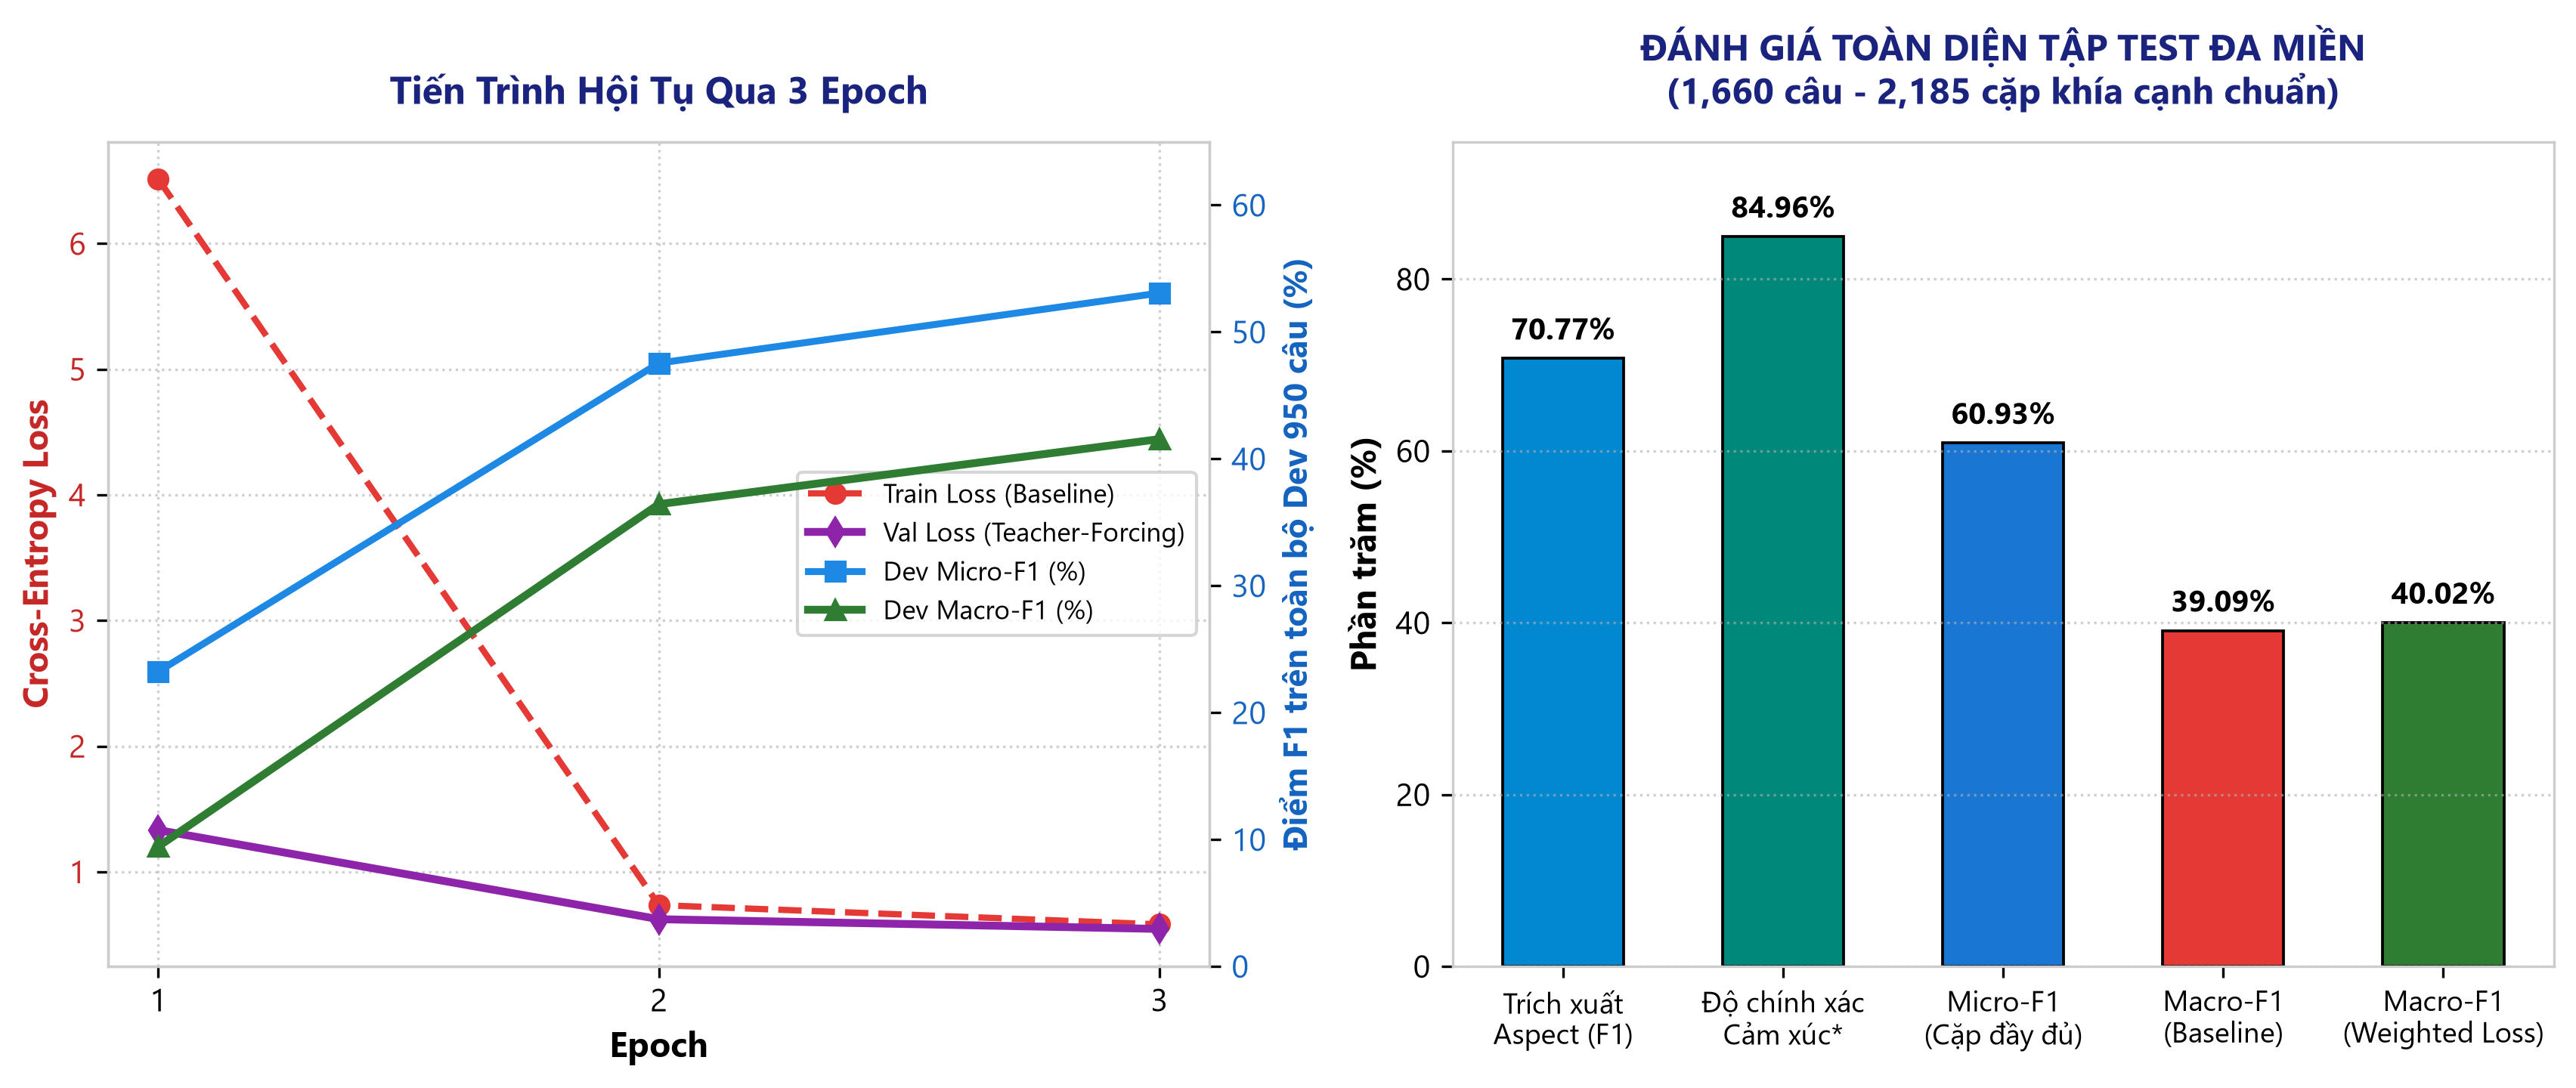 Tiến Trình Hội Tụ Qua 3 Epoch
Cross-Entropy Loss
6
5
4
3
2
1
1
2
3
Epoch
60
50
40
30
20
10
0
Điểm F1 trên toàn bộ Dev 950 câu (%)
Train Loss (Baseline)
Val Loss (Teacher-Forcing)
Dev Micro-F1 (%)
Dev Macro-F1 (%)
ĐÁNH GIÁ TOÀN DIỆN TẬP TEST ĐA MIỀN
(1,660 câu - 2,185 cặp khía cạnh chuẩn)
Phần trăm (%)
80
60
40
20
0
70.77%
84.96%
60.93%
39.09%
40.02%
Trích xuất
Aspect (F1)
Độ chính xác
Cảm xúc*
Micro-F1
(Cặp đầy đủ)
Macro-F1
(Baseline)
Macro-F1
(Weighted Loss)